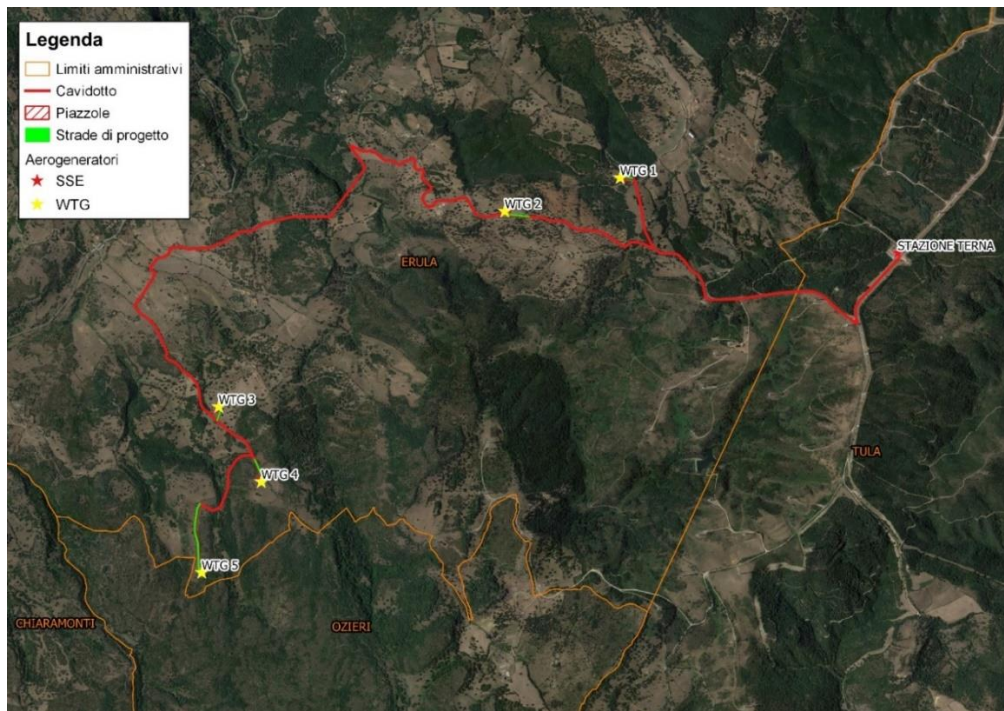 Legenda
Limiti amministrativi
Cavidotto
Piazzole
Strade di progetto
Aerogeneratori
SSE
WTG
WTG 1
WTG 2
STAZIONE TERNA
ERULA
WTG 3
TULA
WTG 4
WTG 5
CHIARAMONTI
OZIERI